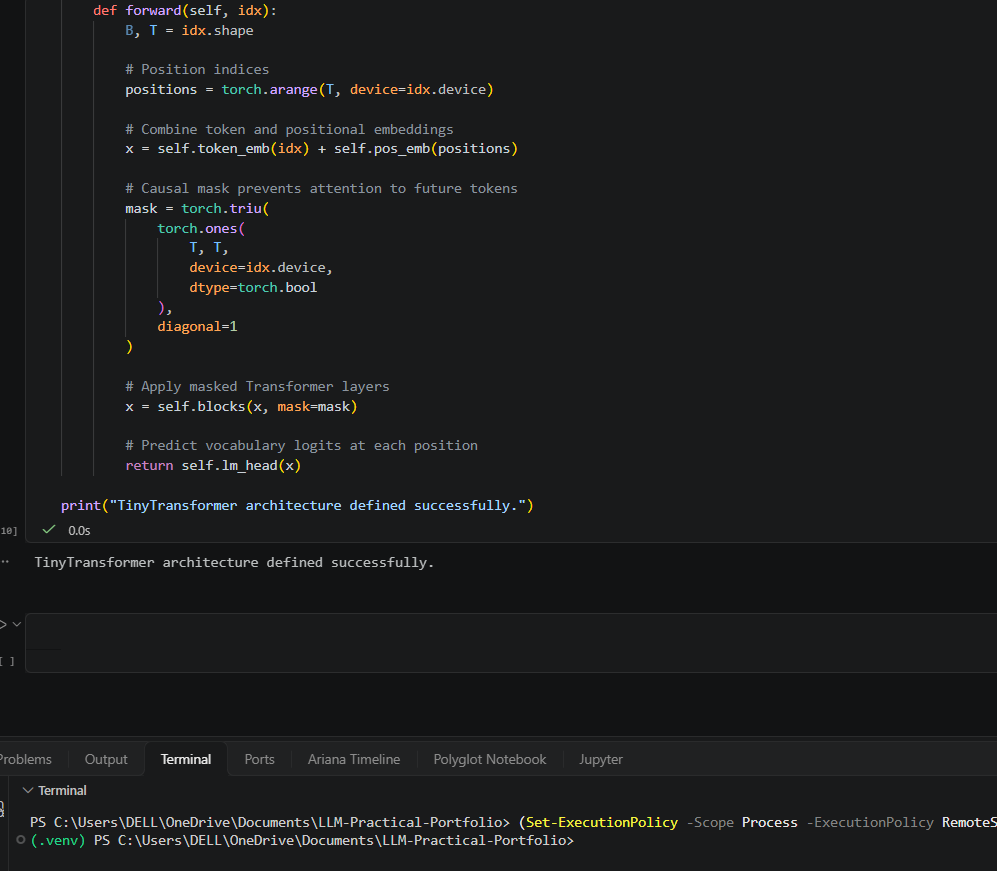 def forward(self, idx):
B, T = idx.shape
# Position indices
positions = torch.arange(T, device=idx.device)
# Combine token and positional embeddings
x = self.token_emb(idx) + self.pos_emb(positions)
# Causal mask prevents attention to future tokens
mask = torch.triu(
torch.ones(
T, T,
device=idx.device,
dtype=torch.bool
),
diagonal=1
)
# Apply masked Transformer layers
x = self.blocks(x, mask=mask)
# Predict vocabulary logits at each position
return self.lm_head(x)
print("TinyTransformer architecture defined successfully.")
10] 0.0s
TinyTransformer architecture defined successfully.
[ ]
Problems Output Terminal Ports Ariana Timeline Polyglot Notebook Jupyter
Terminal
PS C:\Users\DELL\OneDrive\Documents\LLM-Practical-Portfolio> (Set-ExecutionPolicy -Scope Process -ExecutionPolicy RemoteS
(.venv) PS C:\Users\DELL\OneDrive\Documents\LLM-Practical-Portfolio>